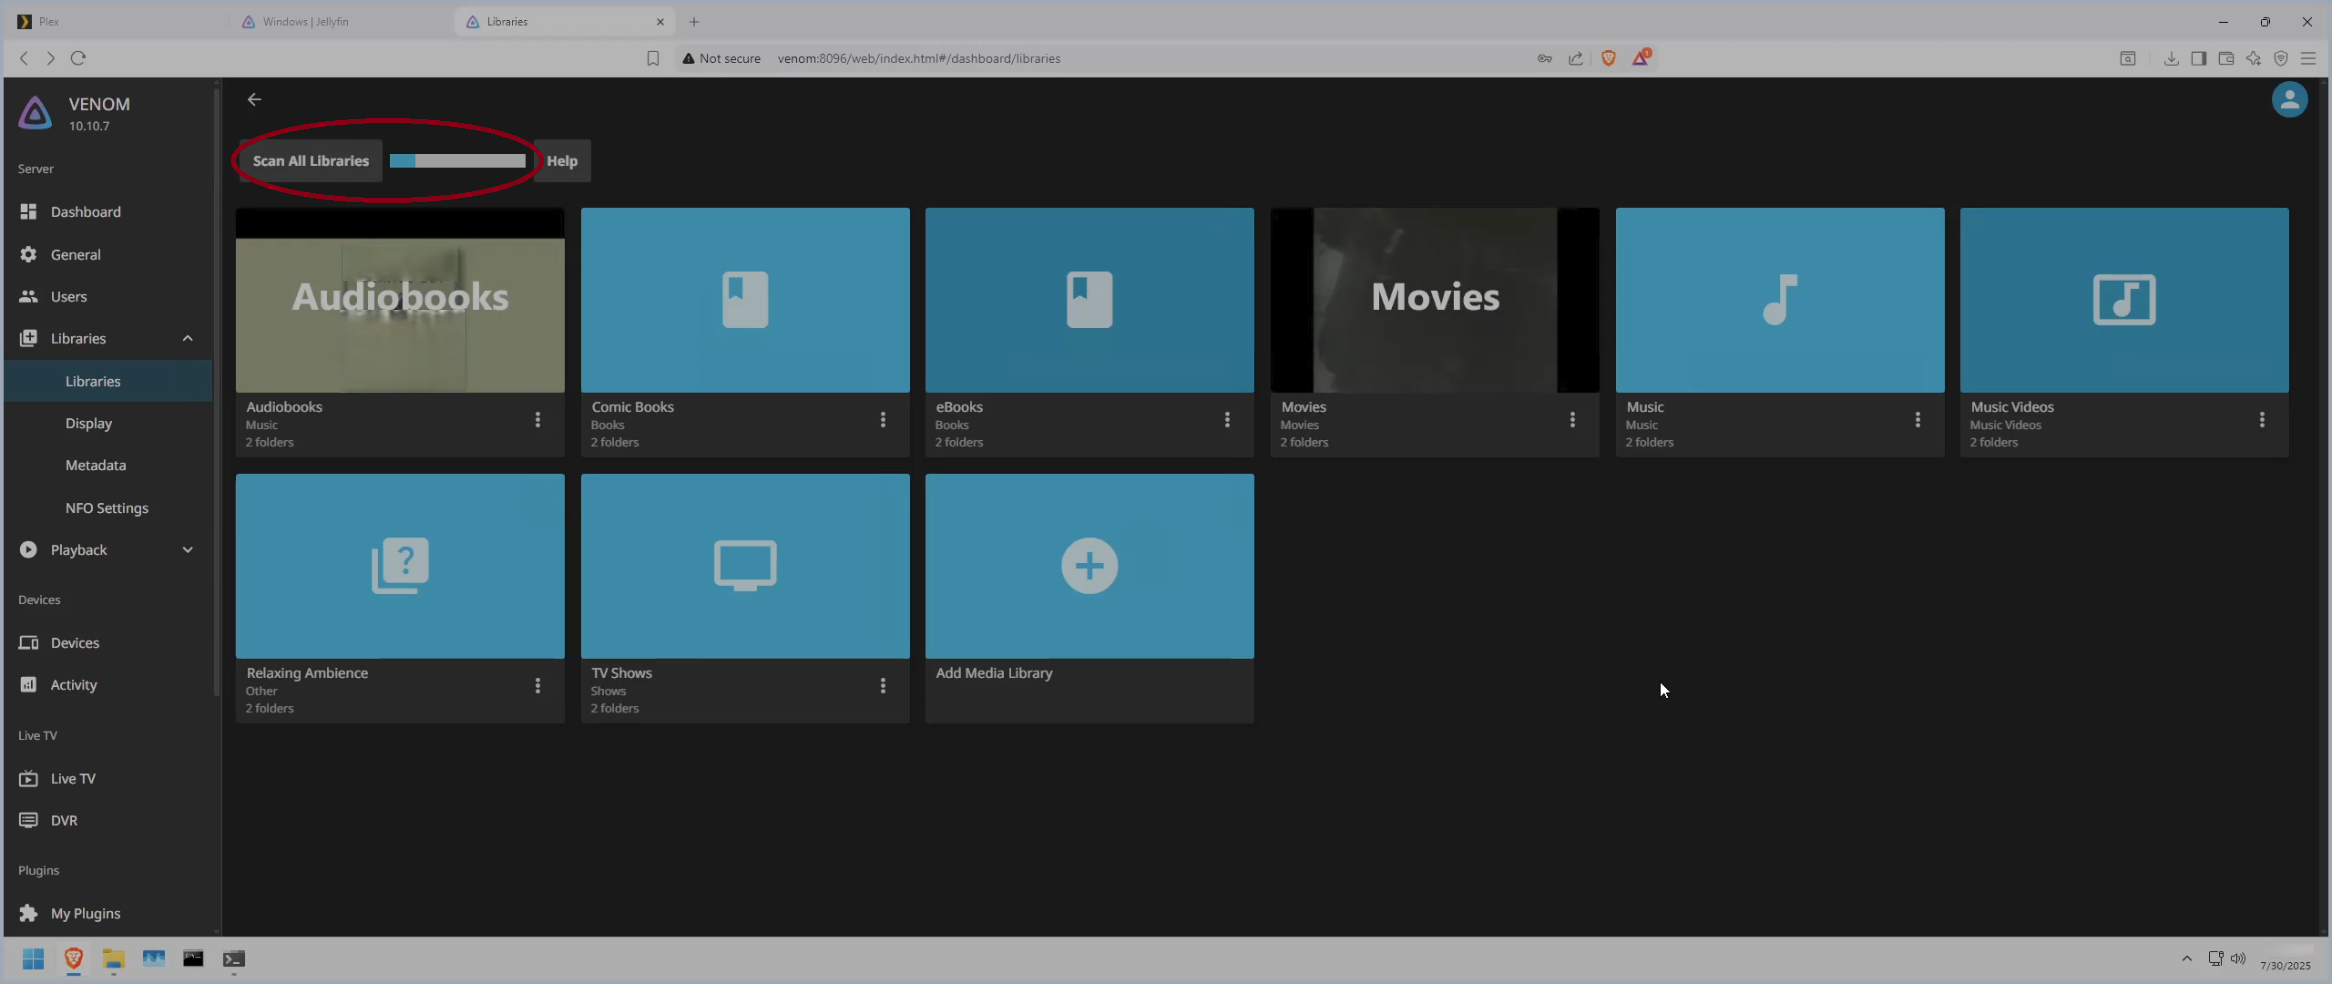 Plex
Windows | Jellyfin
Libraries
Not secure
venom:8096/web/index.html#/dashboard/libraries
1
VENOM
10.10.7
Server
Dashboard
General
Users
Libraries
Libraries
Display
Metadata
NFO Settings
Playback
Devices
Devices
Activity
Live TV
Live TV
DVR
Plugins
My Plugins
Scan All Libraries
Help
Audiobooks
Audiobooks
Music
2 folders
Comic Books
Books
2 folders
eBooks
Books
2 folders
Movies
Movies
Movies
2 folders
Music
Music
2 folders
Music Videos
Music Videos
2 folders
?
Relaxing Ambience
Other
2 folders
TV Shows
Shows
2 folders
Add Media Library
7/30/2025